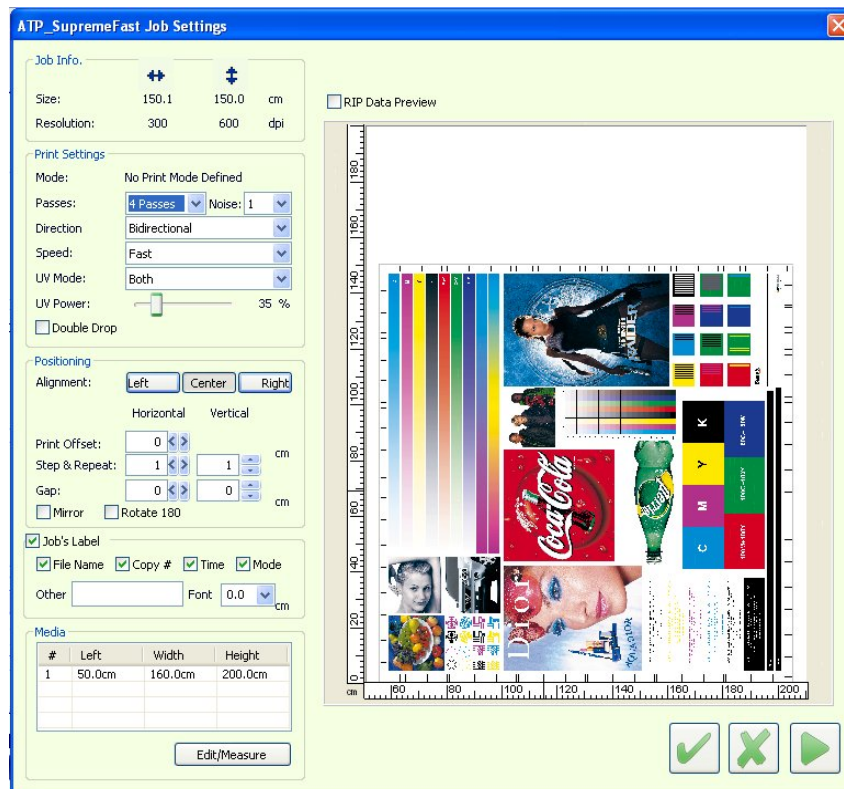 ATP_SupremeFast Job Settings
Job Info.
Size: 150.1 150.0 cm
Resolution: 300 600 dpi
RIP Data Preview
Print Settings
Mode: No Print Mode Defined
Passes: 4 Passes Noise: 1
Direction Bidirectional
Speed: Fast
UV Mode: Both
UV Power: 35 %
Double Drop
Positioning
Alignment: Left Center Right
Horizontal Vertical
Print Offset: 0
Step & Repeat: 1 1 cm
Gap: 0 0 cm
Mirror Rotate 180
Job's Label
File Name Copy # Time Mode
Other Font 0.0 cm
Media
# Left Width Height
1 50.0cm 160.0cm 200.0cm
Edit/Measure
180
160
140
120
100
80
60
40
20
0
cm 60 80 100 120 140 160 180 200
RAIDER
Coca-Cola
Perrier
K
Y
M
C
Dior